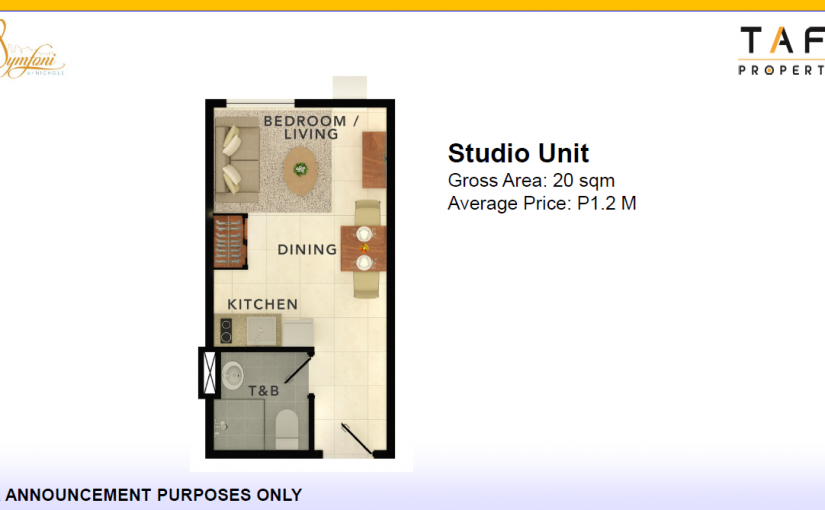 Symfoni
BY NICHOLS
TAF
PROPERT
BEDROOM /
LIVING
Studio Unit
Gross Area: 20 sqm
Average Price: P1.2 M
DINING
KITCHEN
T&B
ANNOUNCEMENT PURPOSES ONLY